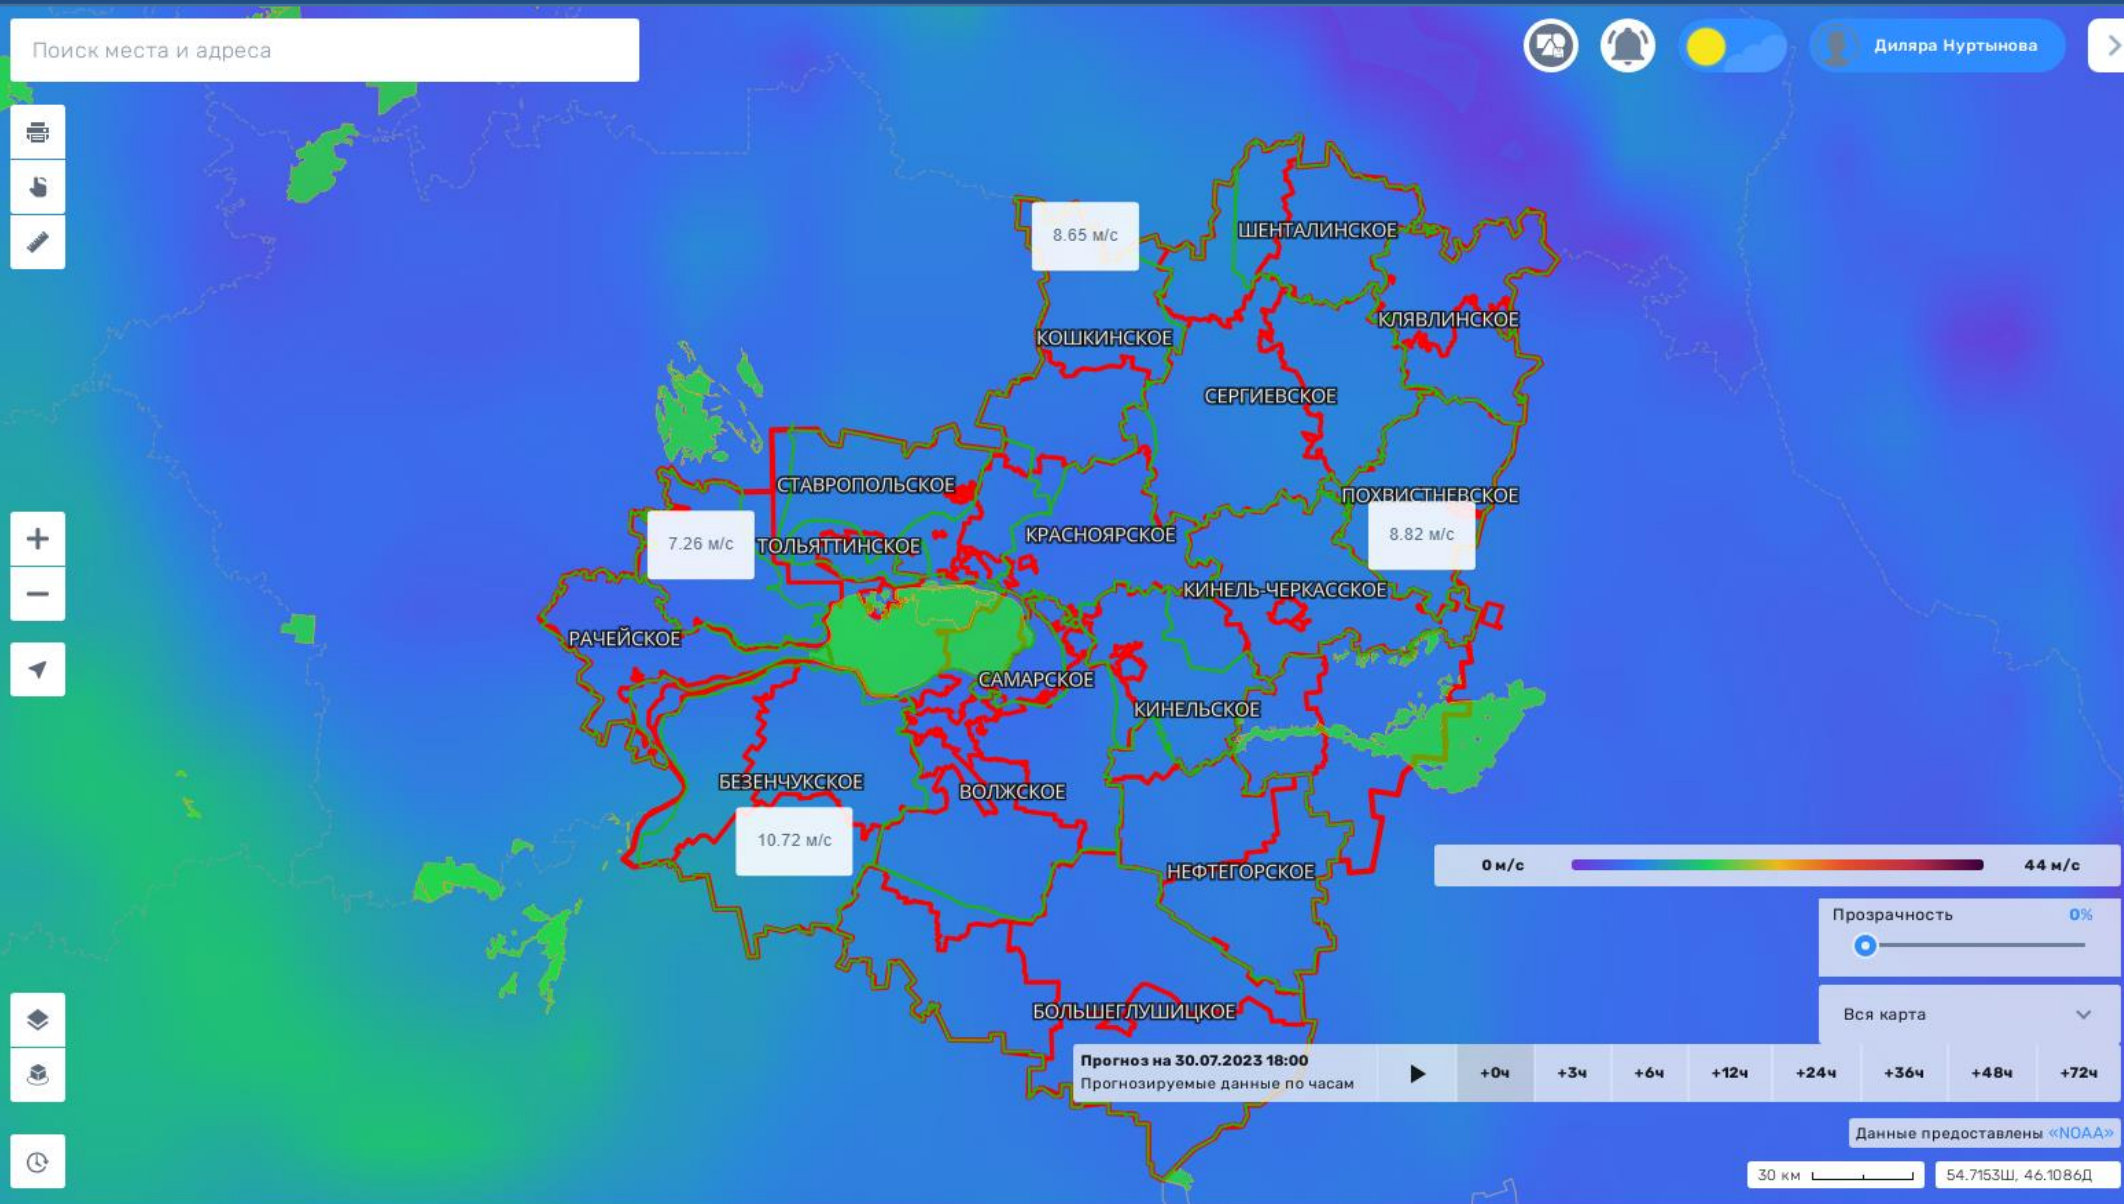 Поиск места и адреса
Диляра Нуртынова
8.65 м/с
ШЕНТАЛИНСКОЕ
КЛЯВЛИНСКОЕ
КОШКИНСКОЕ
СЕРГИЕВСКОЕ
СТАВРОПОЛЬСКОЕ
ПОХВИСТНЕВСКОЕ
8.82 м/с
КРАСНОЯРСКОЕ
7.26 м/с
ТОЛЬЯТТИНСКОЕ
КИНЕЛЬ-ЧЕРКАССКОЕ
РАЧЕЙСКОЕ
САМАРСКОЕ
КИНЕЛЬСКОЕ
БЕЗЕНЧУКСКОЕ
ВОЛЖСКОЕ
10.72 м/с
НЕФТЕГОРСКОЕ
0 м/с
44 м/с
Прозрачность 0%
Вся карта
БОЛЬШЕГЛУШИЦКОЕ
Прогноз на 30.07.2023 18:00
Прогнозируемые данные по часам
+0ч +3ч +6ч +12ч +24ч +36ч +48ч +72ч
Данные предоставлены «NOAA»
30 км
54.7153Ш, 46.1086Д